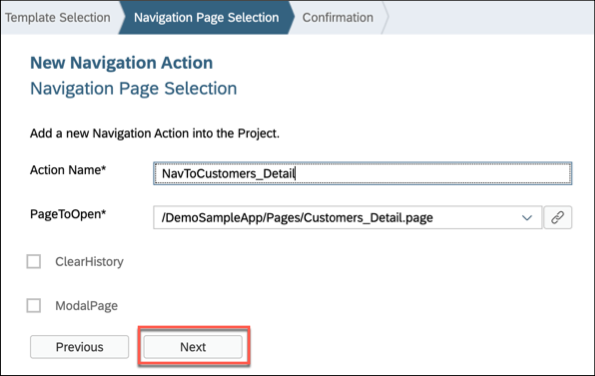 Template Selection Navigation Page Selection Confirmation
New Navigation Action
Navigation Page Selection
Add a new Navigation Action into the Project.
Action Name* NavToCustomers_Detail
PageToOpen* /DemoSampleApp/Pages/Customers_Detail.page
ClearHistory
ModalPage
Previous Next